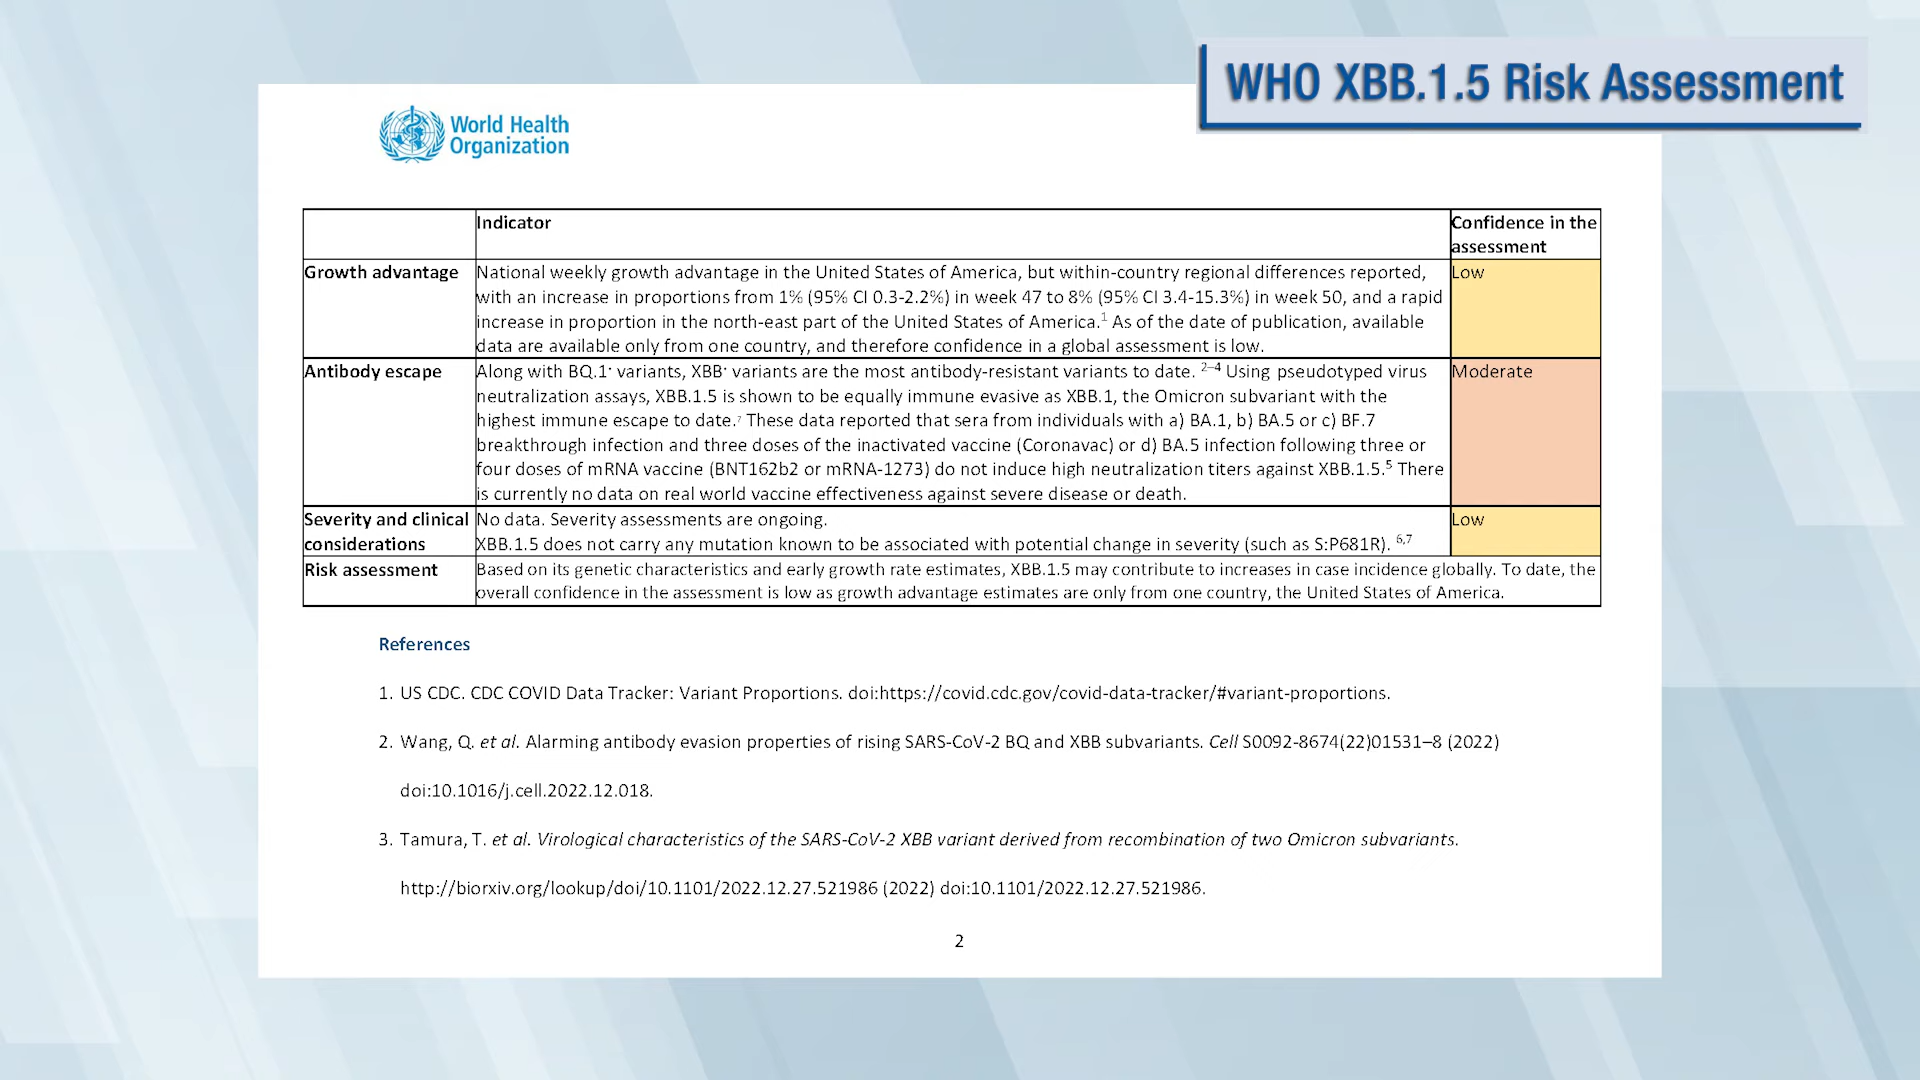 WHO XBB.1.5 Risk Assessment
World Health
Organization
Indicator
Confidence in the
assessment
Growth advantage
National weekly growth advantage in the United States of America, but within-country regional differences reported,
with an increase in proportions from 1% (95% CI 0.3-2.2%) in week 47 to 8% (95% CI 3.4-15.3%) in week 50, and a rapid
increase in proportion in the north-east part of the United States of America.¹ As of the date of publication, available
data are available only from one country, and therefore confidence in a global assessment is low.
Low
Antibody escape
Along with BQ.1* variants, XBB* variants are the most antibody-resistant variants to date. ²⁻⁴ Using pseudotyped virus
neutralization assays, XBB.1.5 is shown to be equally immune evasive as XBB.1, the Omicron subvariant with the
highest immune escape to date.⁷ These data reported that sera from individuals with a) BA.1, b) BA.5 or c) BF.7
breakthrough infection and three doses of the inactivated vaccine (Coronavac) or d) BA.5 infection following three or
four doses of mRNA vaccine (BNT162b2 or mRNA-1273) do not induce high neutralization titers against XBB.1.5.⁵ There
is currently no data on real world vaccine effectiveness against severe disease or death.
Moderate
Severity and clinical
considerations
No data. Severity assessments are ongoing.
XBB.1.5 does not carry any mutation known to be associated with potential change in severity (such as S:P681R). ⁶,⁷
Low
Risk assessment
Based on its genetic characteristics and early growth rate estimates, XBB.1.5 may contribute to increases in case incidence globally. To date, the
overall confidence in the assessment is low as growth advantage estimates are only from one country, the United States of America.
References
1. US CDC. CDC COVID Data Tracker: Variant Proportions. doi:https://covid.cdc.gov/covid-data-tracker/#variant-proportions.
2. Wang, Q. et al. Alarming antibody evasion properties of rising SARS-CoV-2 BQ and XBB subvariants. Cell S0092-8674(22)01531–8 (2022)
doi:10.1016/j.cell.2022.12.018.
3. Tamura, T. et al. Virological characteristics of the SARS-CoV-2 XBB variant derived from recombination of two Omicron subvariants.
http://biorxiv.org/lookup/doi/10.1101/2022.12.27.521986 (2022) doi:10.1101/2022.12.27.521986.
2